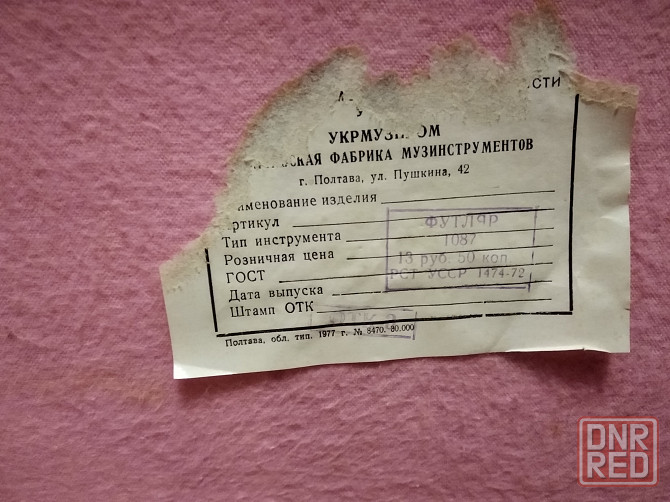 СТИ
УКРМУЗПРОМ
СКАЯ ФАБРИКА МУЗИНСТРУМЕНТОВ
г. Полтава, ул. Пушкина, 42
именование изделия
ртикул
ФУТЛЯР
Тип инструмента
1087
Розничная цена
13 руб. 50 коп
ГОСТ
РСТ УССР 1474-72
Дата выпуска
Штамп ОТК
Полтава, обл. тип. 1977 г. № 8470-80.000
DNR
RED